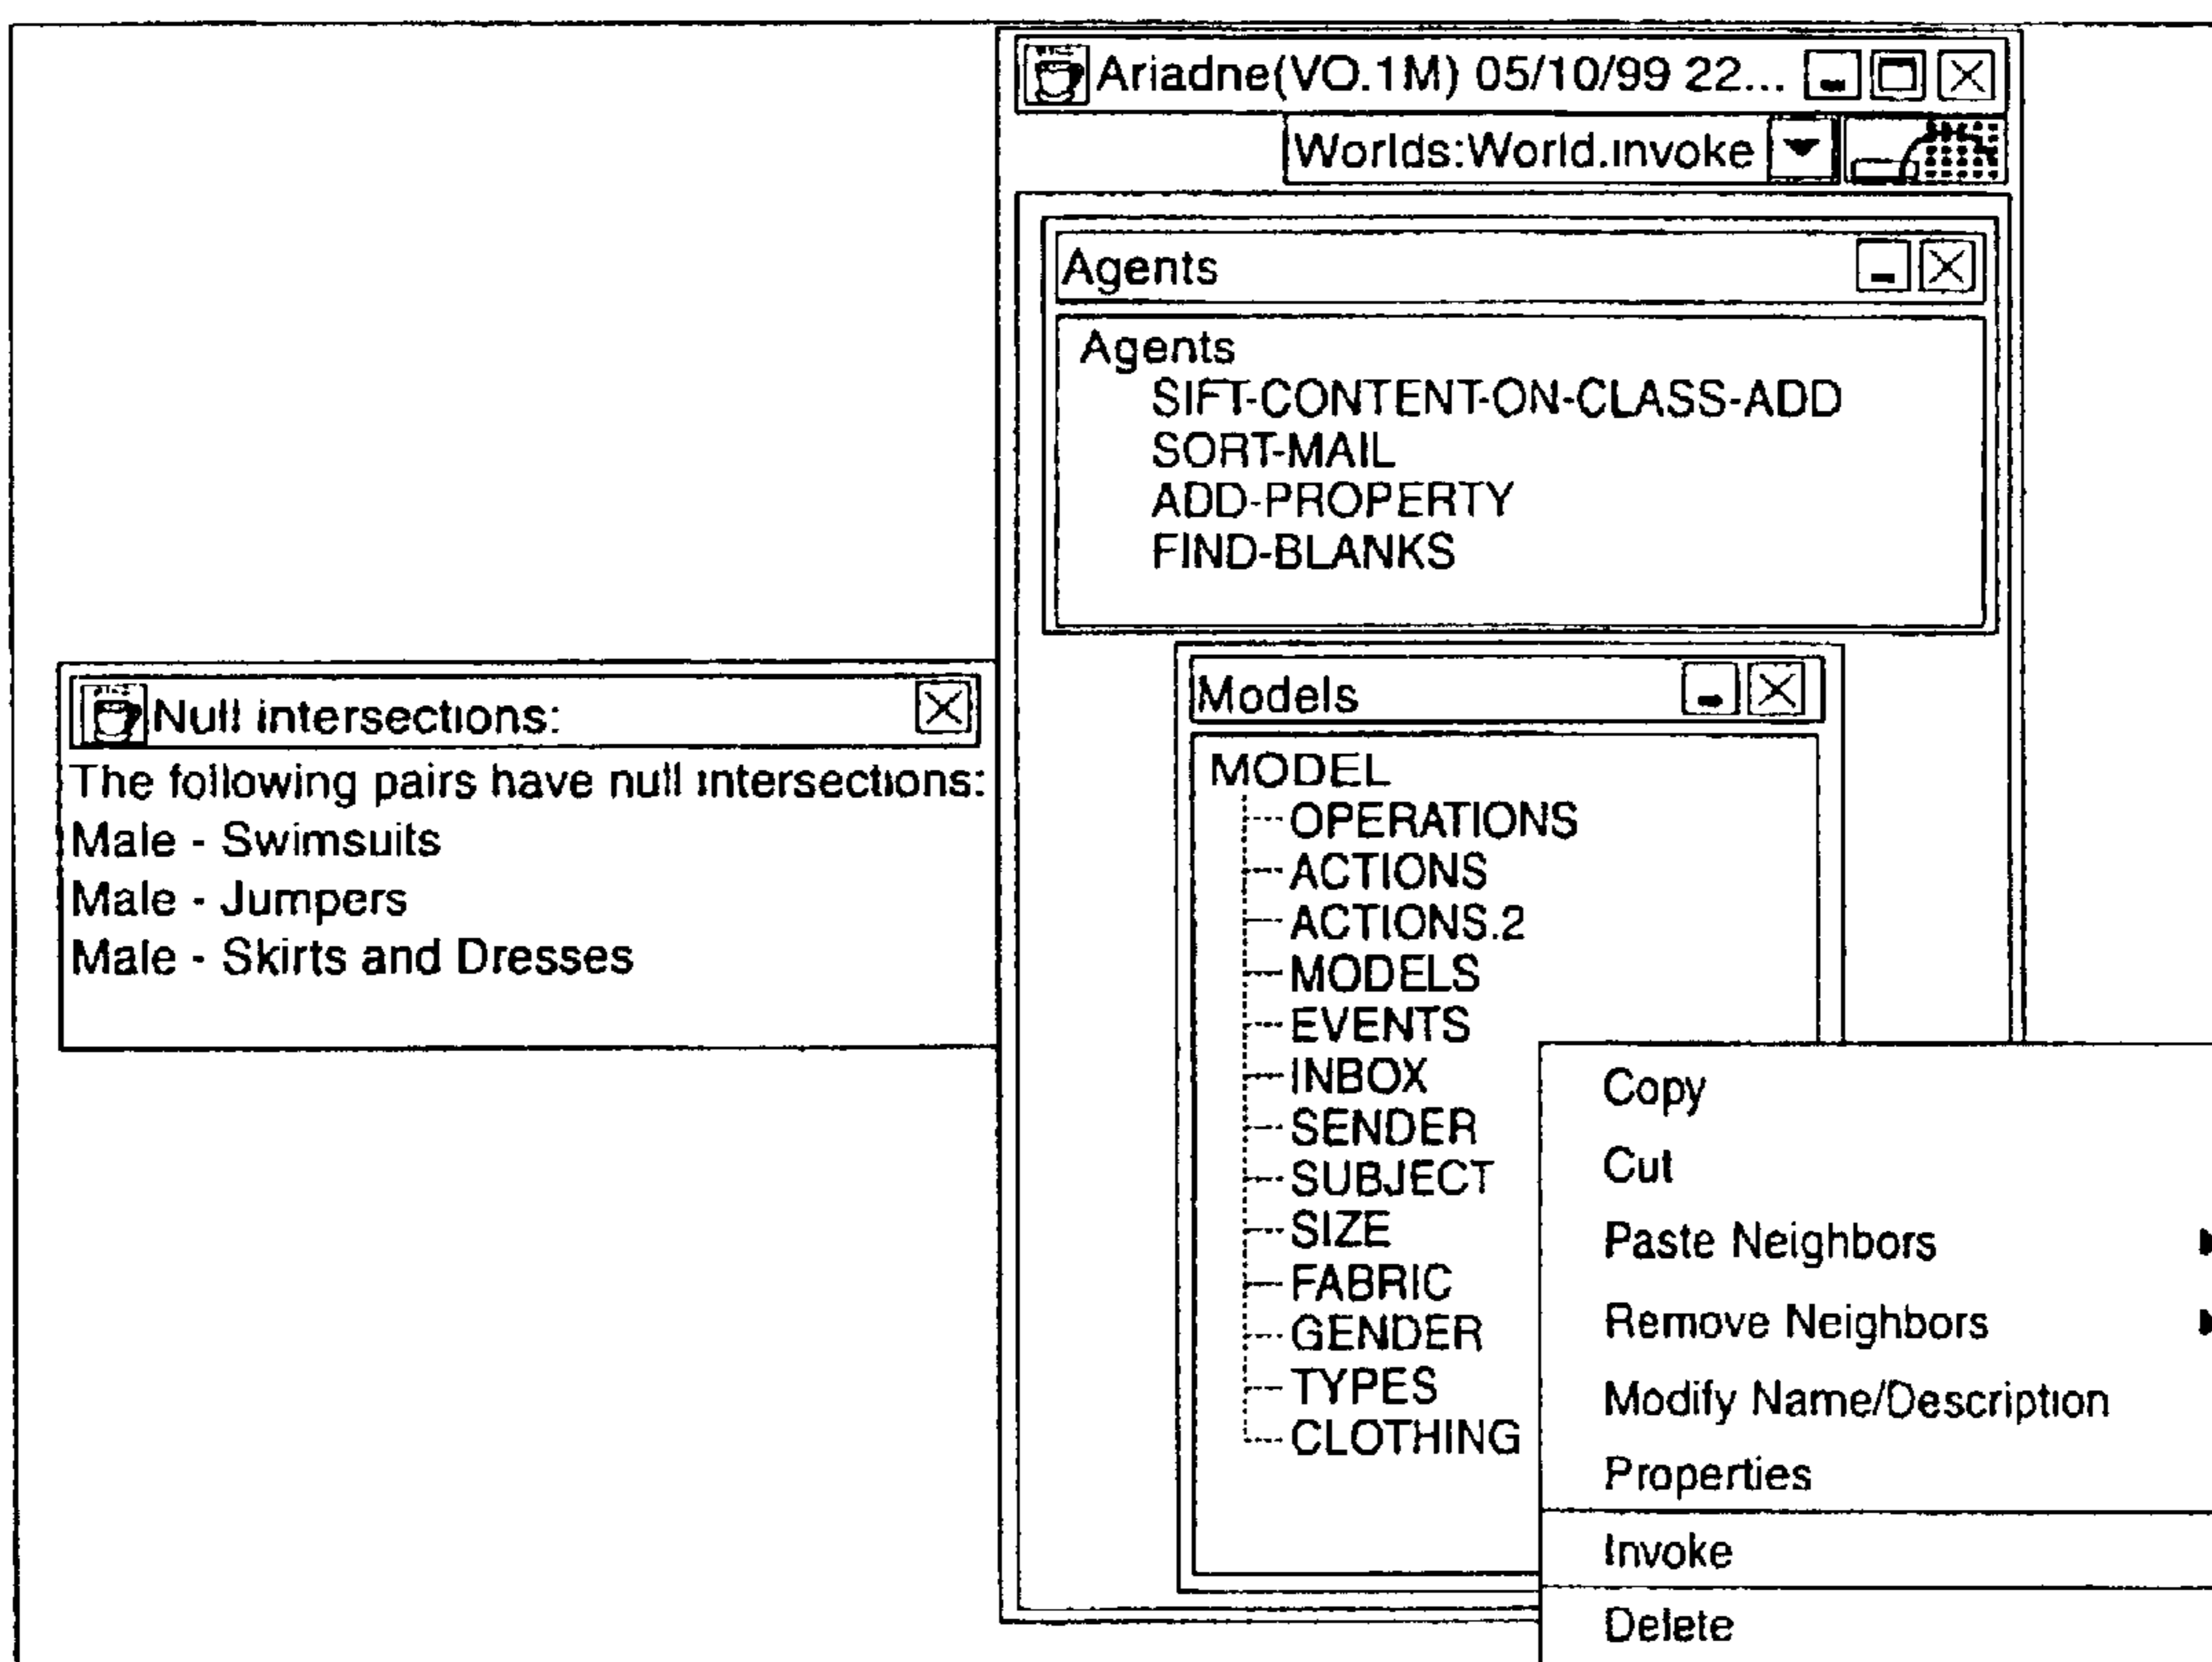 Ariadne(VO.1M) 05/10/99 22...
Worlds:World.invoke
Agents
Agents
SIFT-CONTENT-ON-CLASS-ADD
SORT-MAIL
ADD-PROPERTY
FIND-BLANKS
Null intersections:
The following pairs have null intersections:
Male - Swimsuits
Male - Jumpers
Male - Skirts and Dresses
Models
MODEL
OPERATIONS
ACTIONS
ACTIONS.2
MODELS
EVENTS
INBOX
SENDER
SUBJECT
SIZE
FABRIC
GENDER
TYPES
CLOTHING
Copy
Cut
Paste Neighbors
Remove Neighbors
Modify Name/Description
Properties
Invoke
Delete